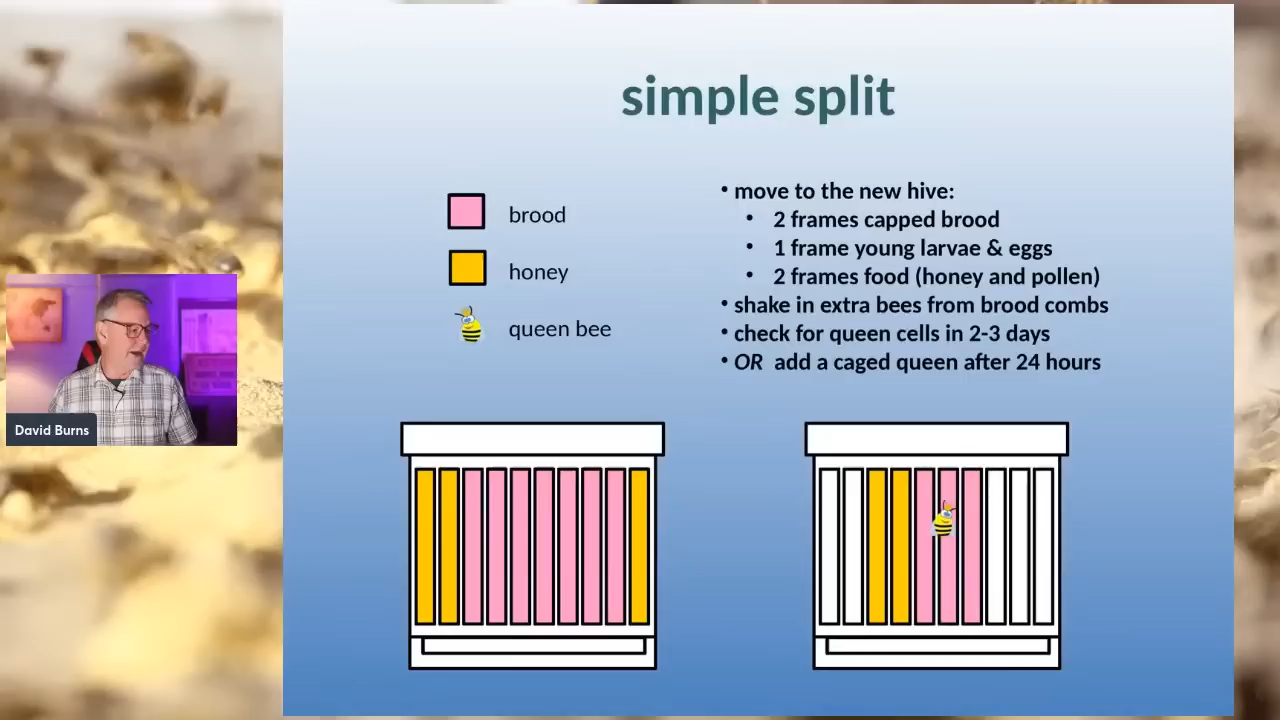 simple split
brood
honey
queen bee
• move to the new hive:
• 2 frames capped brood
• 1 frame young larvae & eggs
• 2 frames food (honey and pollen)
• shake in extra bees from brood combs
• check for queen cells in 2-3 days
• OR add a caged queen after 24 hours
David Burns